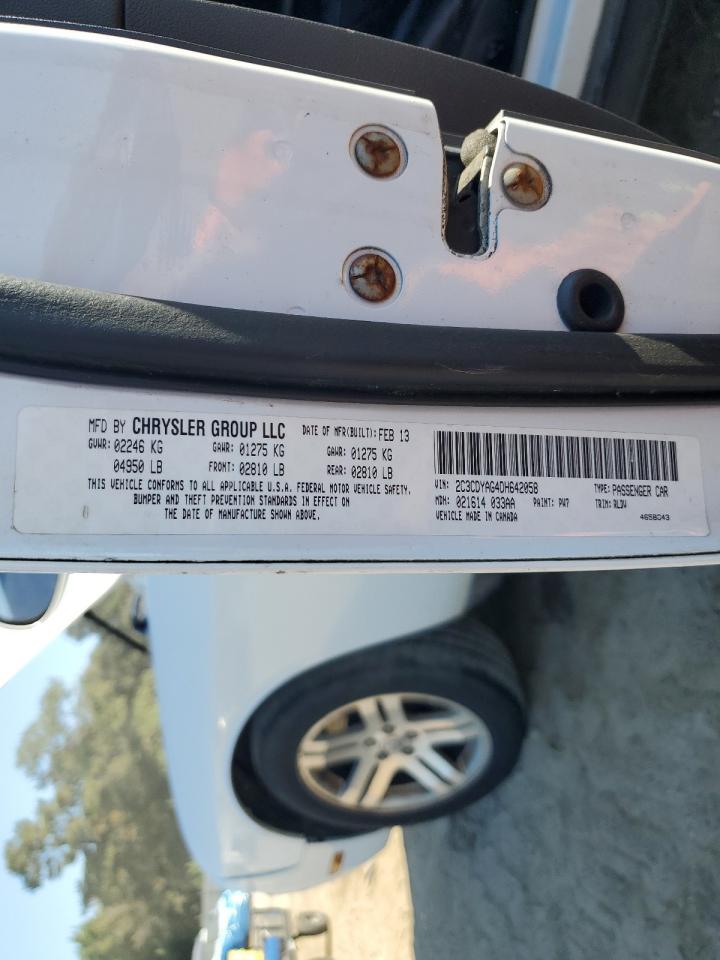 MFD BY CHRYSLER GROUP LLC DATE OF MFR(BUILT): FEB 13
GVWR: 02246 KG GAWR: 01275 KG GAWR: 01275 KG
04950 LB FRONT: 02810 LB REAR: 02810 LB
THIS VEHICLE CONFORMS TO ALL APPLICABLE U.S.A. FEDERAL MOTOR VEHICLE SAFETY,
BUMPER AND THEFT PREVENTION STANDARDS IN EFFECT ON
THE DATE OF MANUFACTURE SHOWN ABOVE.
VIN: 2C3CDYAG4DH642058 TYPE: PASSENGER CAR
MDH: 021614 033AA PAINT: PW7 TRIM: RLDV
VEHICLE MADE IN CANADA 4658D43